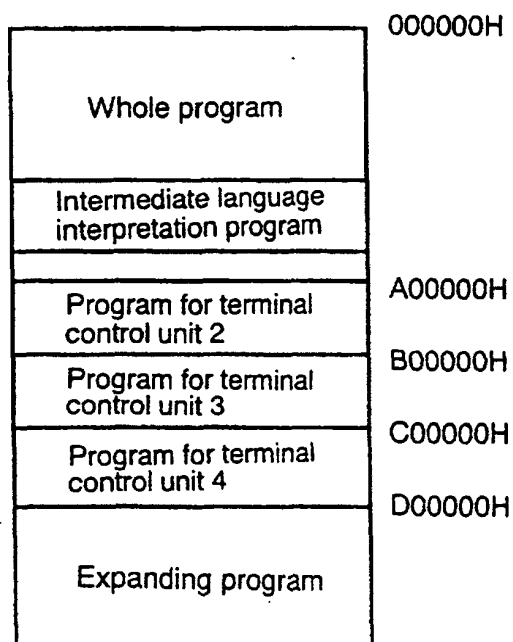 000000H
Whole program
Intermediate language
interpretation program
A00000H
Program for terminal
control unit 2
B00000H
Program for terminal
control unit 3
C00000H
Program for terminal
control unit 4
D00000H
Expanding program